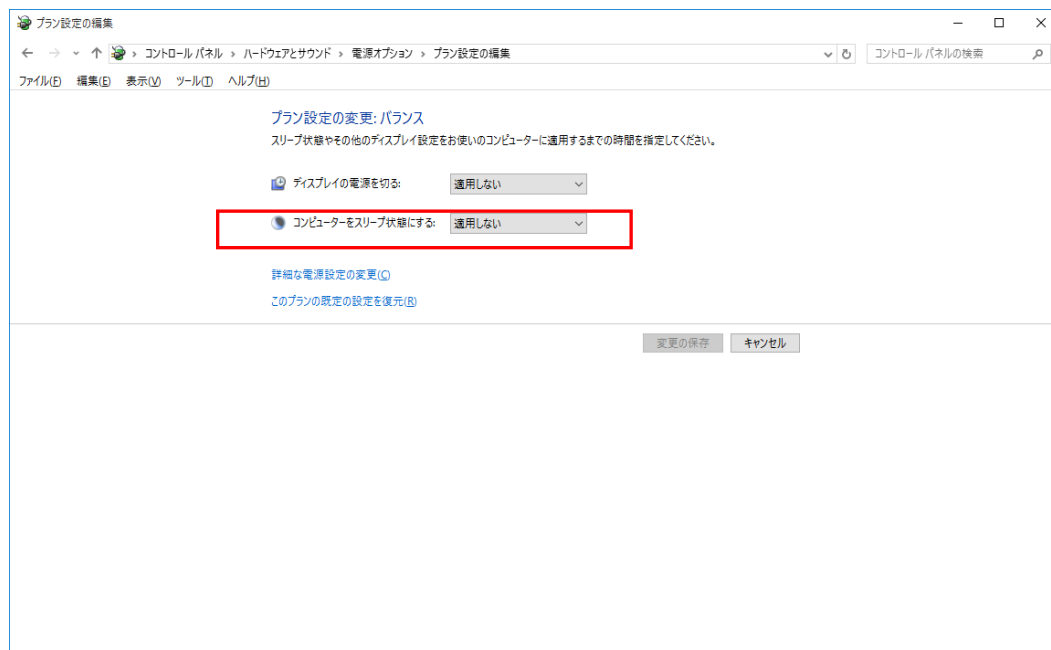 プラン設定の編集
コントロール パネル › ハードウェアとサウンド › 電源オプション › プラン設定の編集
コントロール パネルの検索
ファイル(F) 編集(E) 表示(V) ツール(T) ヘルプ(H)
プラン設定の変更: バランス
スリープ状態やその他のディスプレイ設定をお使いのコンピューターに適用するまでの時間を指定してください。
ディスプレイの電源を切る: 適用しない
コンピューターをスリープ状態にする: 適用しない
詳細な電源設定の変更(C)
このプランの既定の設定を復元(R)
変更の保存 キャンセル